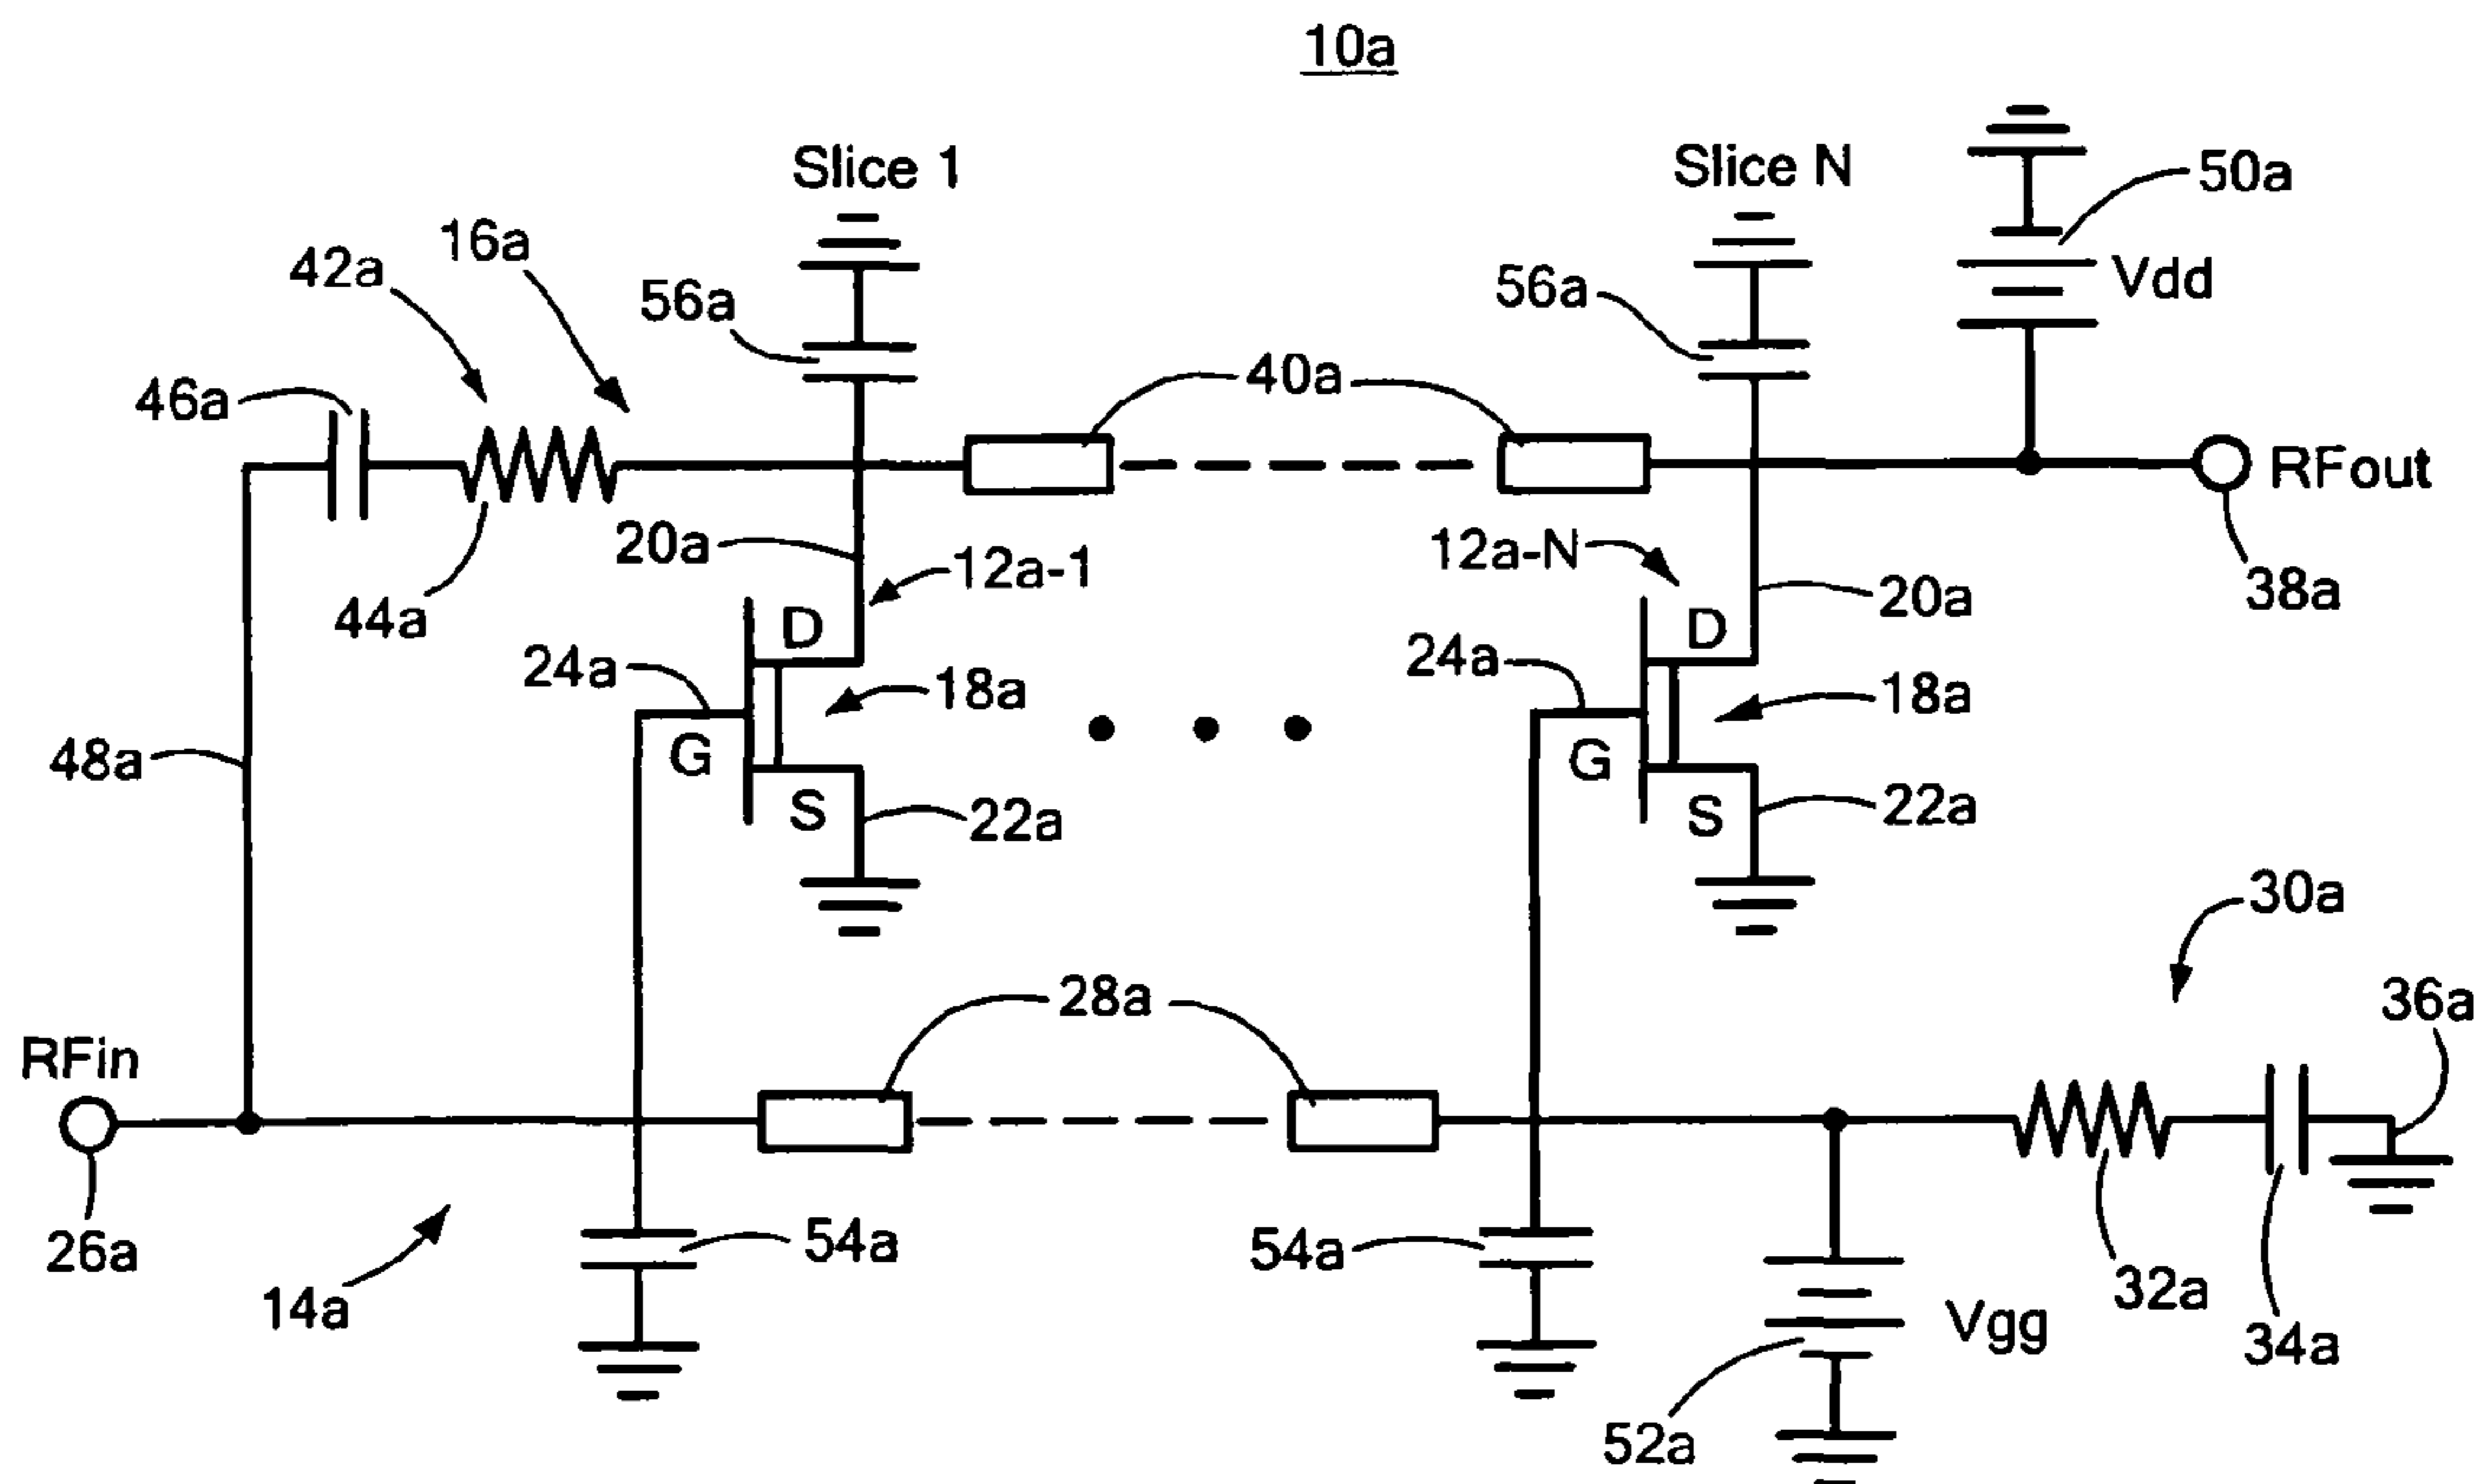 10a
Slice 1
Slice N
50a
16a
42a
56a
56a
Vdd
40a
46a
RFout
20a
12a-1
12a-N
20a
38a
44a
D
D
24a
24a
18a
18a
48a
G
G
S
S
22a
22a
30a
28a
36a
RFin
26a
54a
54a
14a
32a
Vgg
34a
52a